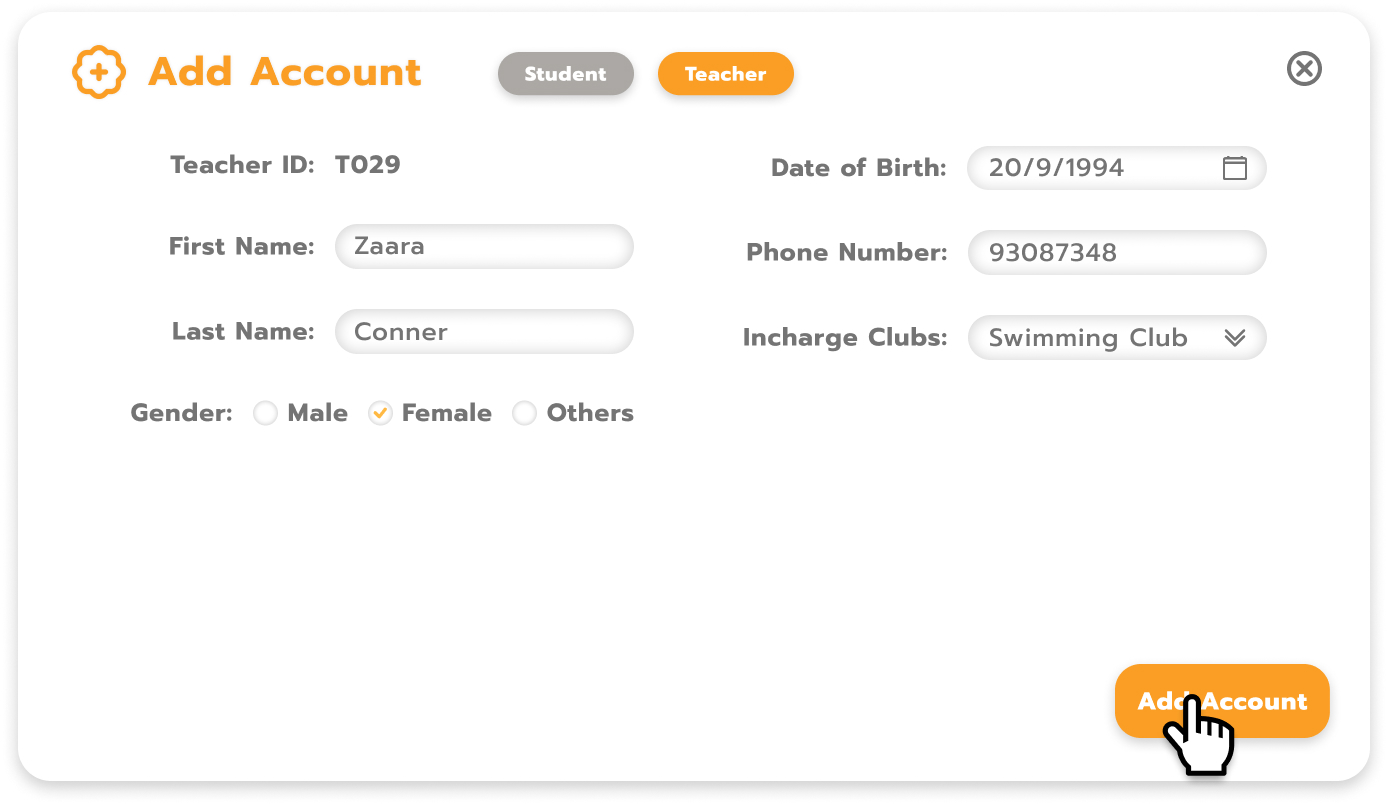 Add Account
Student
Teacher
Teacher ID: T029
First Name: Zaara
Last Name: Conner
Gender: Male Female Others
Date of Birth: 20/9/1994
Phone Number: 93087348
Incharge Clubs: Swimming Club
Add Account